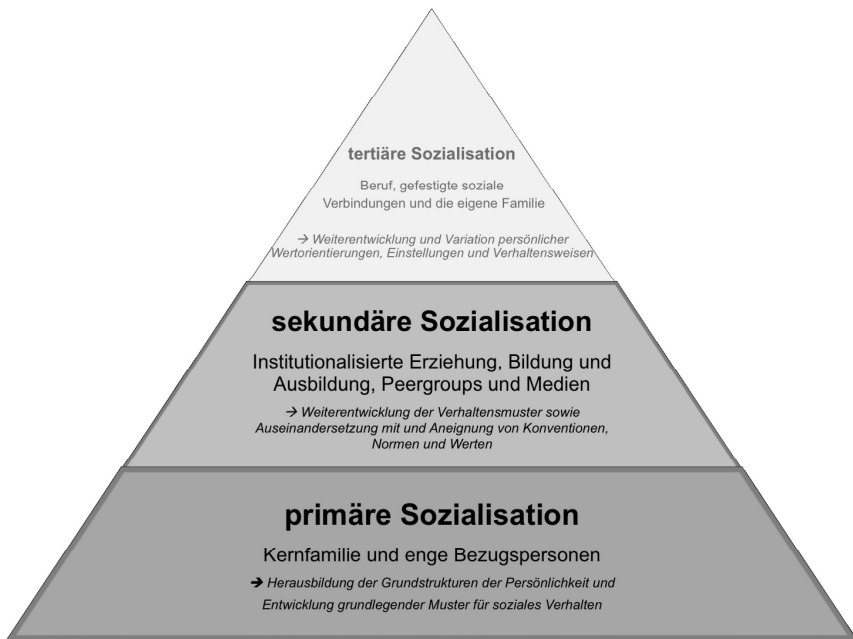 tertiäre Sozialisation
Beruf, gefestigte soziale
Verbindungen und die eigene Familie
→ Weiterentwicklung und Variation persönlicher
Wertorientierungen, Einstellungen und Verhaltensweisen
sekundäre Sozialisation
Institutionalisierte Erziehung, Bildung und
Ausbildung, Peergroups und Medien
→ Weiterentwicklung der Verhaltensmuster sowie
Auseinandersetzung mit und Aneignung von Konventionen,
Normen und Werten
primäre Sozialisation
Kernfamilie und enge Bezugspersonen
→ Herausbildung der Grundstrukturen der Persönlichkeit und
Entwicklung grundlegender Muster für soziales Verhalten